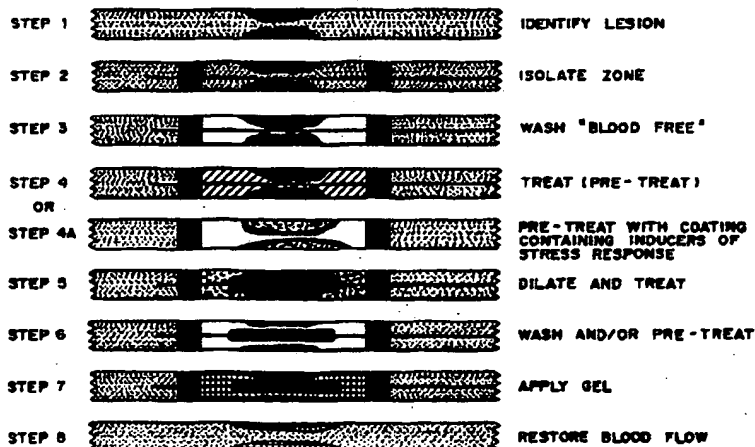 STEP 1 IDENTIFY LESION
STEP 2 ISOLATE ZONE
STEP 3 WASH "BLOOD FREE"
STEP 4 TREAT (PRE-TREAT)
OR
STEP 4A PRE-TREAT WITH COATING
CONTAINING INDUCERS OF
STRESS RESPONSE
STEP 5 DILATE AND TREAT
STEP 6 WASH AND/OR PRE-TREAT
STEP 7 APPLY GEL
STEP 8 RESTORE BLOOD FLOW